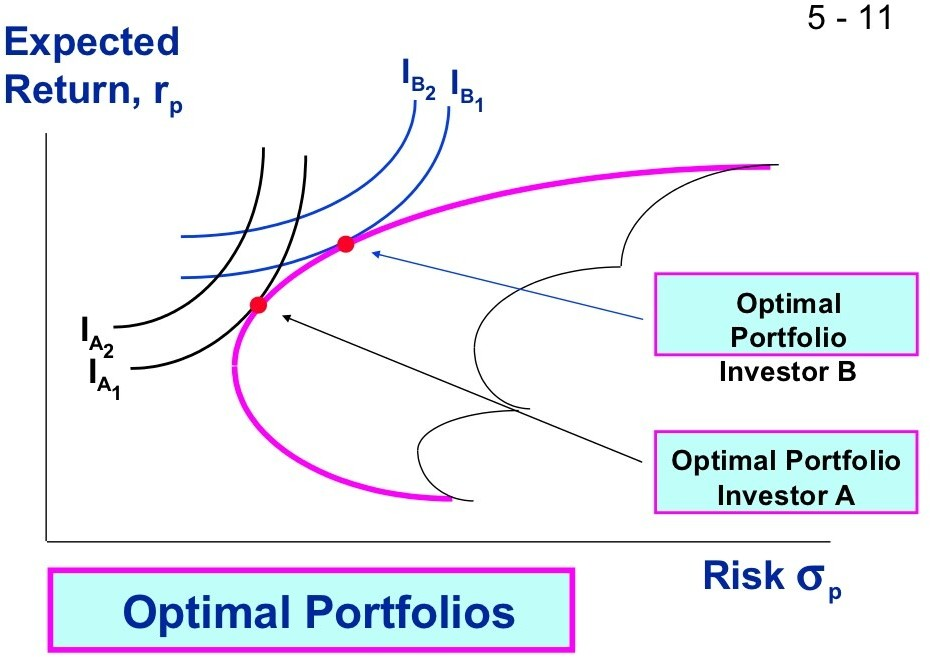 5 - 11
Expected
Return, rp
IB2 IB1
IA2
IA1
Optimal
Portfolio
Investor B
Optimal Portfolio
Investor A
Risk σp
Optimal Portfolios